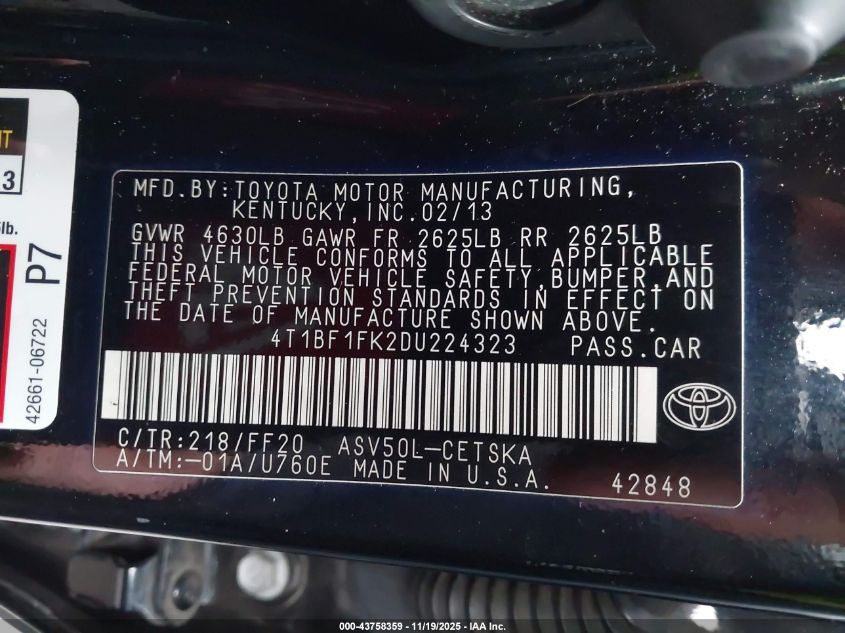 MFD.BY:TOYOTA MOTOR MANUFACTURING,
KENTUCKY,INC.02/13
GVWR 4630LB GAWR FR 2625LB RR 2625LB
THIS VEHICLE CONFORMS TO ALL APPLICABLE
FEDERAL MOTOR VEHICLE SAFETY,BUMPER,AND
THEFT PREVENTION STANDARDS IN EFFECT ON
THE DATE OF MANUFACTURE SHOWN ABOVE.
4T1BF1FK2DU224323 PASS.CAR
C/TR:218/FF20 ASV50L-CETSKA
A/TM:-01A/U760E MADE IN U.S.A.
42848
3
lb.
P7
42661-06722
000-43758359 - 11/19/2025 - IAA Inc.